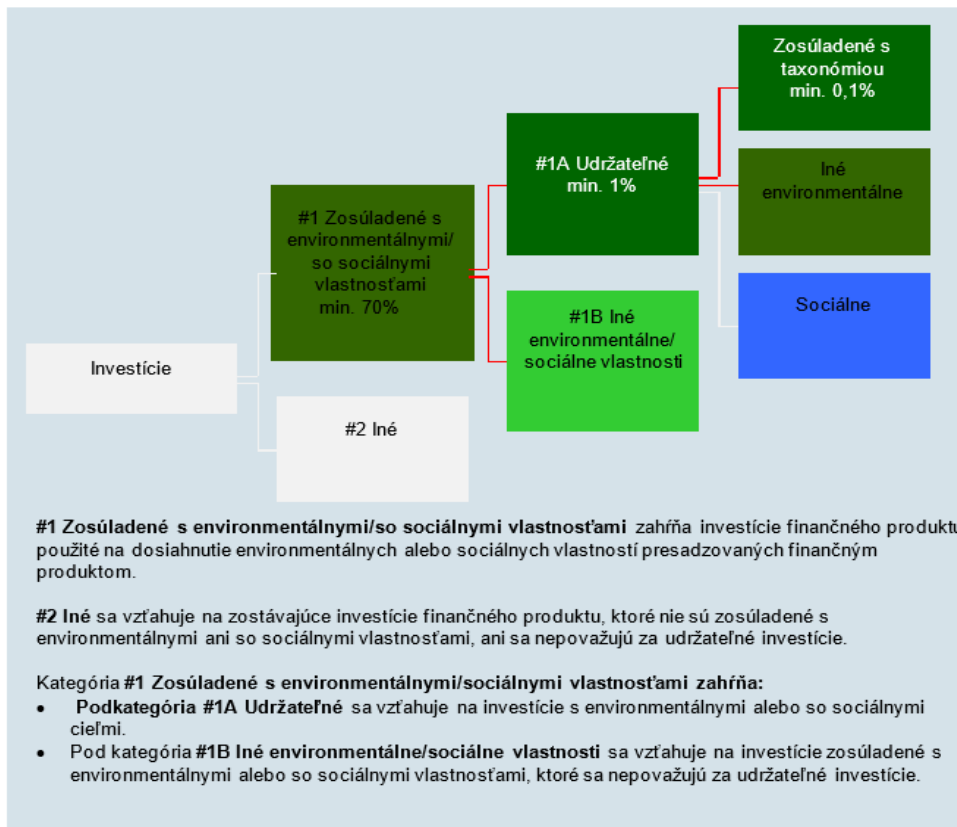 Zosúladené s
taxonómiou
min. 0,1%
#1A Udržateľné
min. 1%
Iné
environmentálne
#1 Zosúladené s
environmentálnymi/
so sociálnymi
vlastnosťami
min. 70%
Sociálne
#1B Iné
environmentálne/
sociálne vlastnosti
Investície
#2 Iné
#1 Zosúladené s environmentálnymi/so sociálnymi vlastnosťami zahŕňa investície finančného produktu
použité na dosiahnutie environmentálnych alebo sociálnych vlastností presadzovaných finančným
produktom.
#2 Iné sa vzťahuje na zostávajúce investície finančného produktu, ktoré nie sú zosúladené s
environmentálnymi ani so sociálnymi vlastnosťami, ani sa nepovažujú za udržateľné investície.
Kategória #1 Zosúladené s environmentálnymi/sociálnymi vlastnosťami zahŕňa:
• Podkategória #1A Udržateľné sa vzťahuje na investície s environmentálnymi alebo so sociálnymi
cieľmi.
• Pod kategória #1B Iné environmentálne/sociálne vlastnosti sa vzťahuje na investície zosúladené s
environmentálnymi alebo so sociálnymi vlastnosťami, ktoré sa nepovažujú za udržateľné investície.